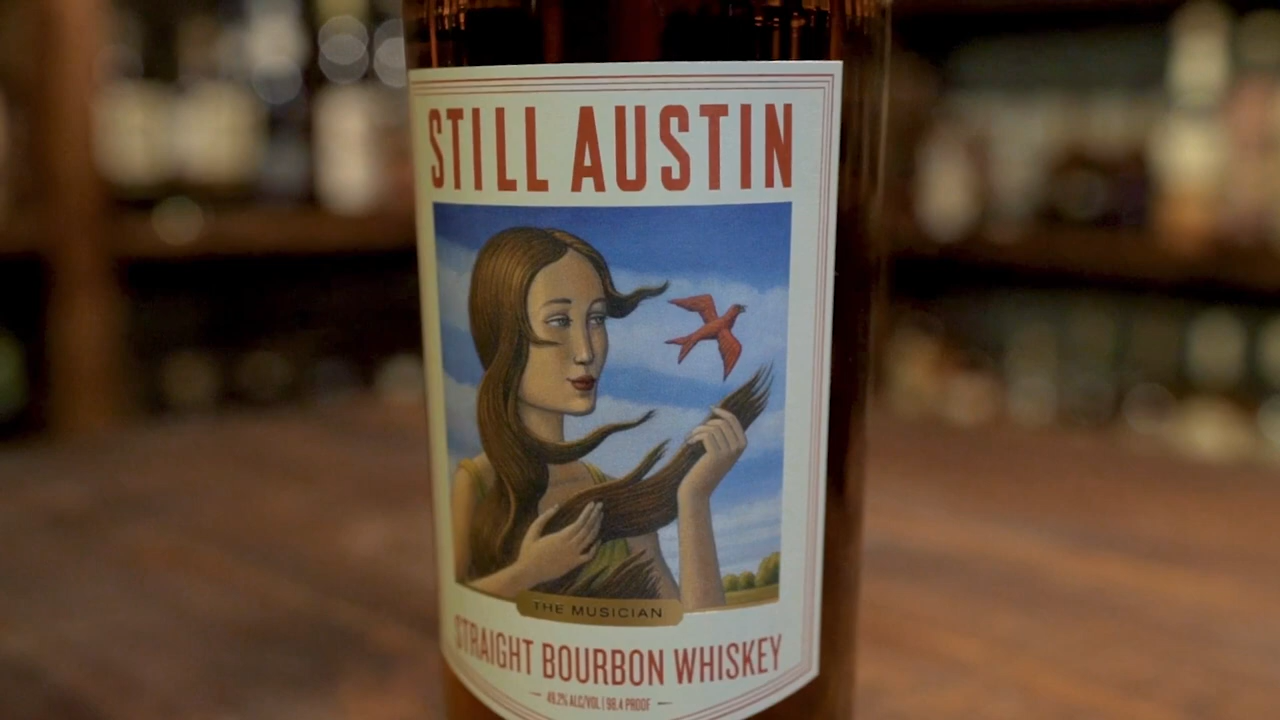 STILL AUSTIN
THE MUSICIAN
STRAIGHT BOURBON WHISKEY
49.2% ALC/VOL | 98.4 PROOF